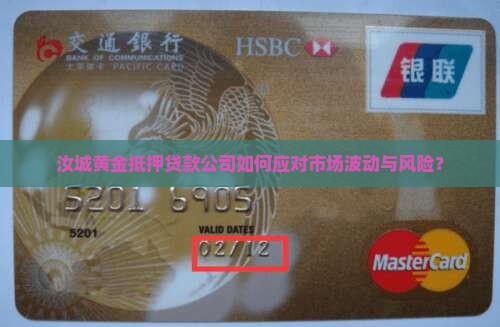 交通銀行
BANK OF COMMUNICATIONS
太平洋卡 PACIFIC CARD
HSBC
银联
汝城黄金抵押贷款公司如何应对市场波动与风险？
5201 6905
5201
VALID DATES
02/12
MasterCard